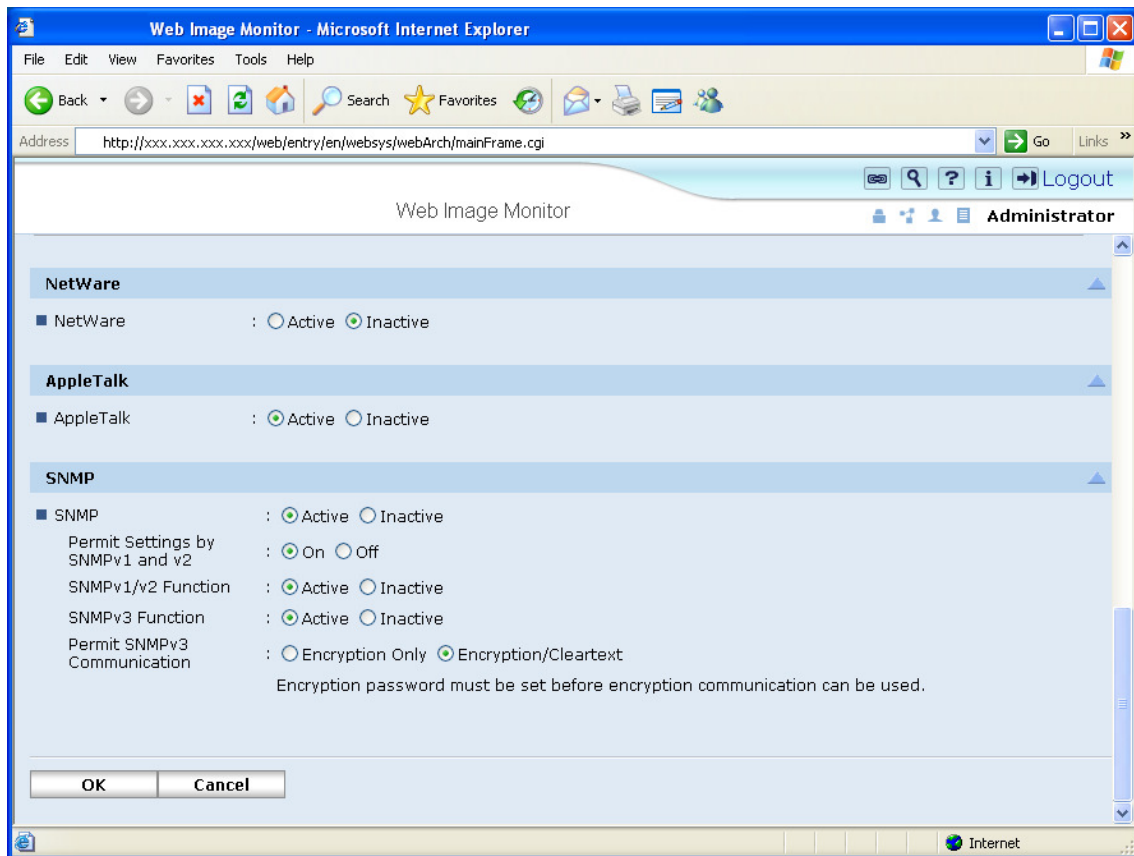 Web Image Monitor - Microsoft Internet Explorer
File Edit View Favorites Tools Help
Back Search Favorites
Address http://xxx.xxx.xxx.xxx/web/entry/en/websys/webArch/mainFrame.cgi Go Links »
? i Logout
Web Image Monitor Administrator
NetWare
NetWare : Active Inactive
AppleTalk
AppleTalk : Active Inactive
SNMP
SNMP : Active Inactive
Permit Settings by
SNMPv1 and v2 : On Off
SNMPv1/v2 Function : Active Inactive
SNMPv3 Function : Active Inactive
Permit SNMPv3
Communication : Encryption Only Encryption/Cleartext
Encryption password must be set before encryption communication can be used.
OK Cancel
Internet